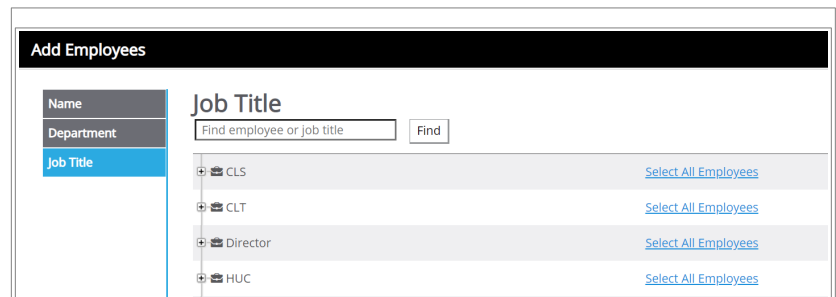 Add Employees
Name
Department
Job Title
Job Title
Find employee or job title
Find
CLS Select All Employees
CLT Select All Employees
Director Select All Employees
HUC Select All Employees